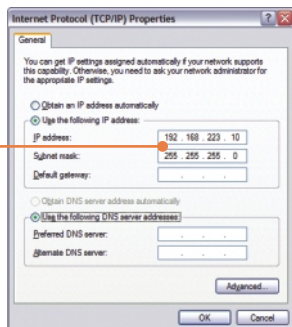 Internet Protocol (TCP/IP) Properties
General
You can get IP settings assigned automatically if your network supports
this capability. Otherwise, you need to ask your network administrator for
the appropriate IP settings.
Obtain an IP address automatically
Use the following IP address:
IP address: 192 . 168 . 223 . 10
Subnet mask: 255 . 255 . 255 . 0
Default gateway: . . .
Obtain DNS server address automatically
Use the following DNS server addresses:
Preferred DNS server: . . .
Alternate DNS server: . . .
Advanced...
OK Cancel